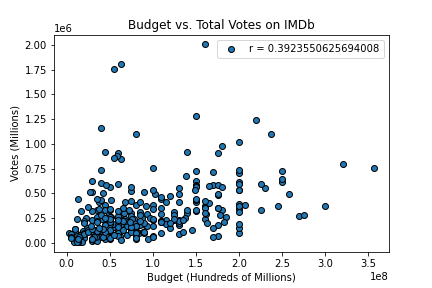 Budget vs. Total Votes on IMDb
1e6
r = 0.3923550625694008
2.00
1.75
1.50
1.25
1.00
0.75
0.50
0.25
0.00
Votes (Millions)
0.0 0.5 1.0 1.5 2.0 2.5 3.0 3.5
1e8
Budget (Hundreds of Millions)